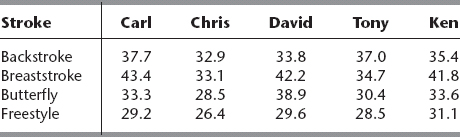 Stroke Carl Chris David Tony Ken
Backstroke 37.7 32.9 33.8 37.0 35.4
Breaststroke 43.4 33.1 42.2 34.7 41.8
Butterfly 33.3 28.5 38.9 30.4 33.6
Freestyle 29.2 26.4 29.6 28.5 31.1